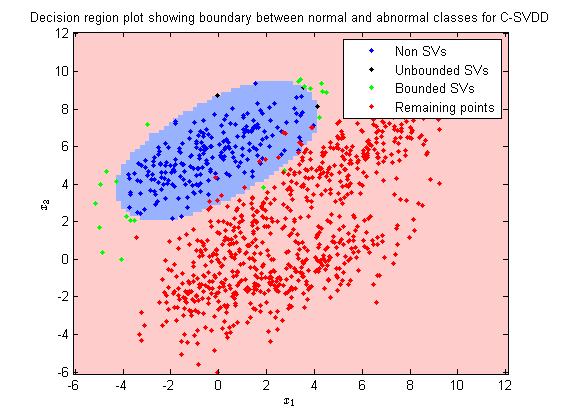 Decision region plot showing boundary between normal and abnormal classes for C-SVDD
12
10
8
6
4
2
0
-2
-4
-6
x2
Non SVs
Unbounded SVs
Bounded SVs
Remaining points
-6 -4 -2 0 2 4 6 8 10 12
x1